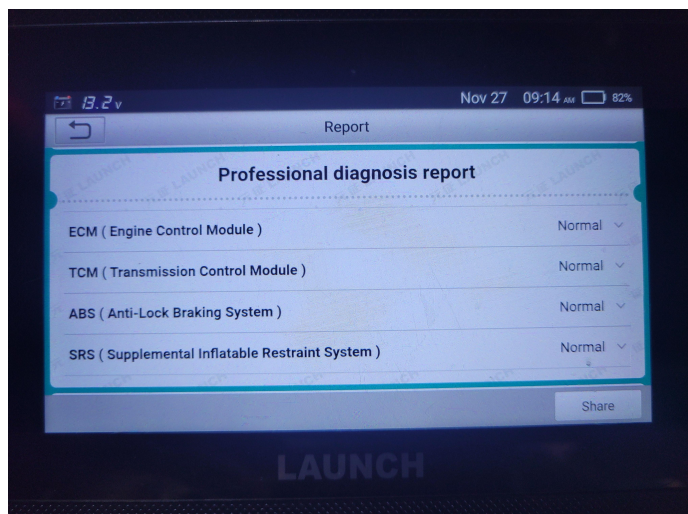 13.2 v Nov 27 09:14 AM 82%
Report
Professional diagnosis report
ECM ( Engine Control Module ) Normal
TCM ( Transmission Control Module ) Normal
ABS ( Anti-Lock Braking System ) Normal
SRS ( Supplemental Inflatable Restraint System ) Normal
Share
LAUNCH